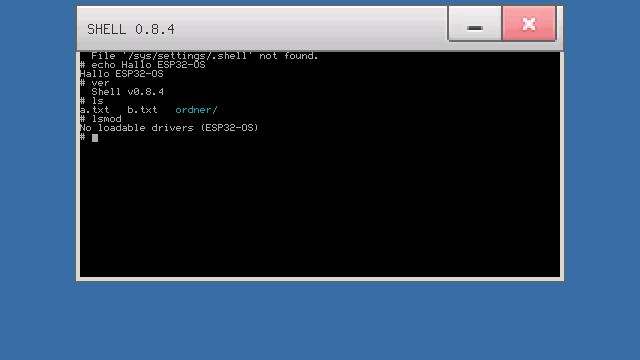 SHELL 0.8.4
File '/sys/settings/.shell' not found.
# echo Hallo ESP32-OS
Hallo ESP32-OS
# ver
Shell v0.8.4
# ls
a.txt b.txt ordner/
# lsmod
No loadable drivers (ESP32-OS)
#